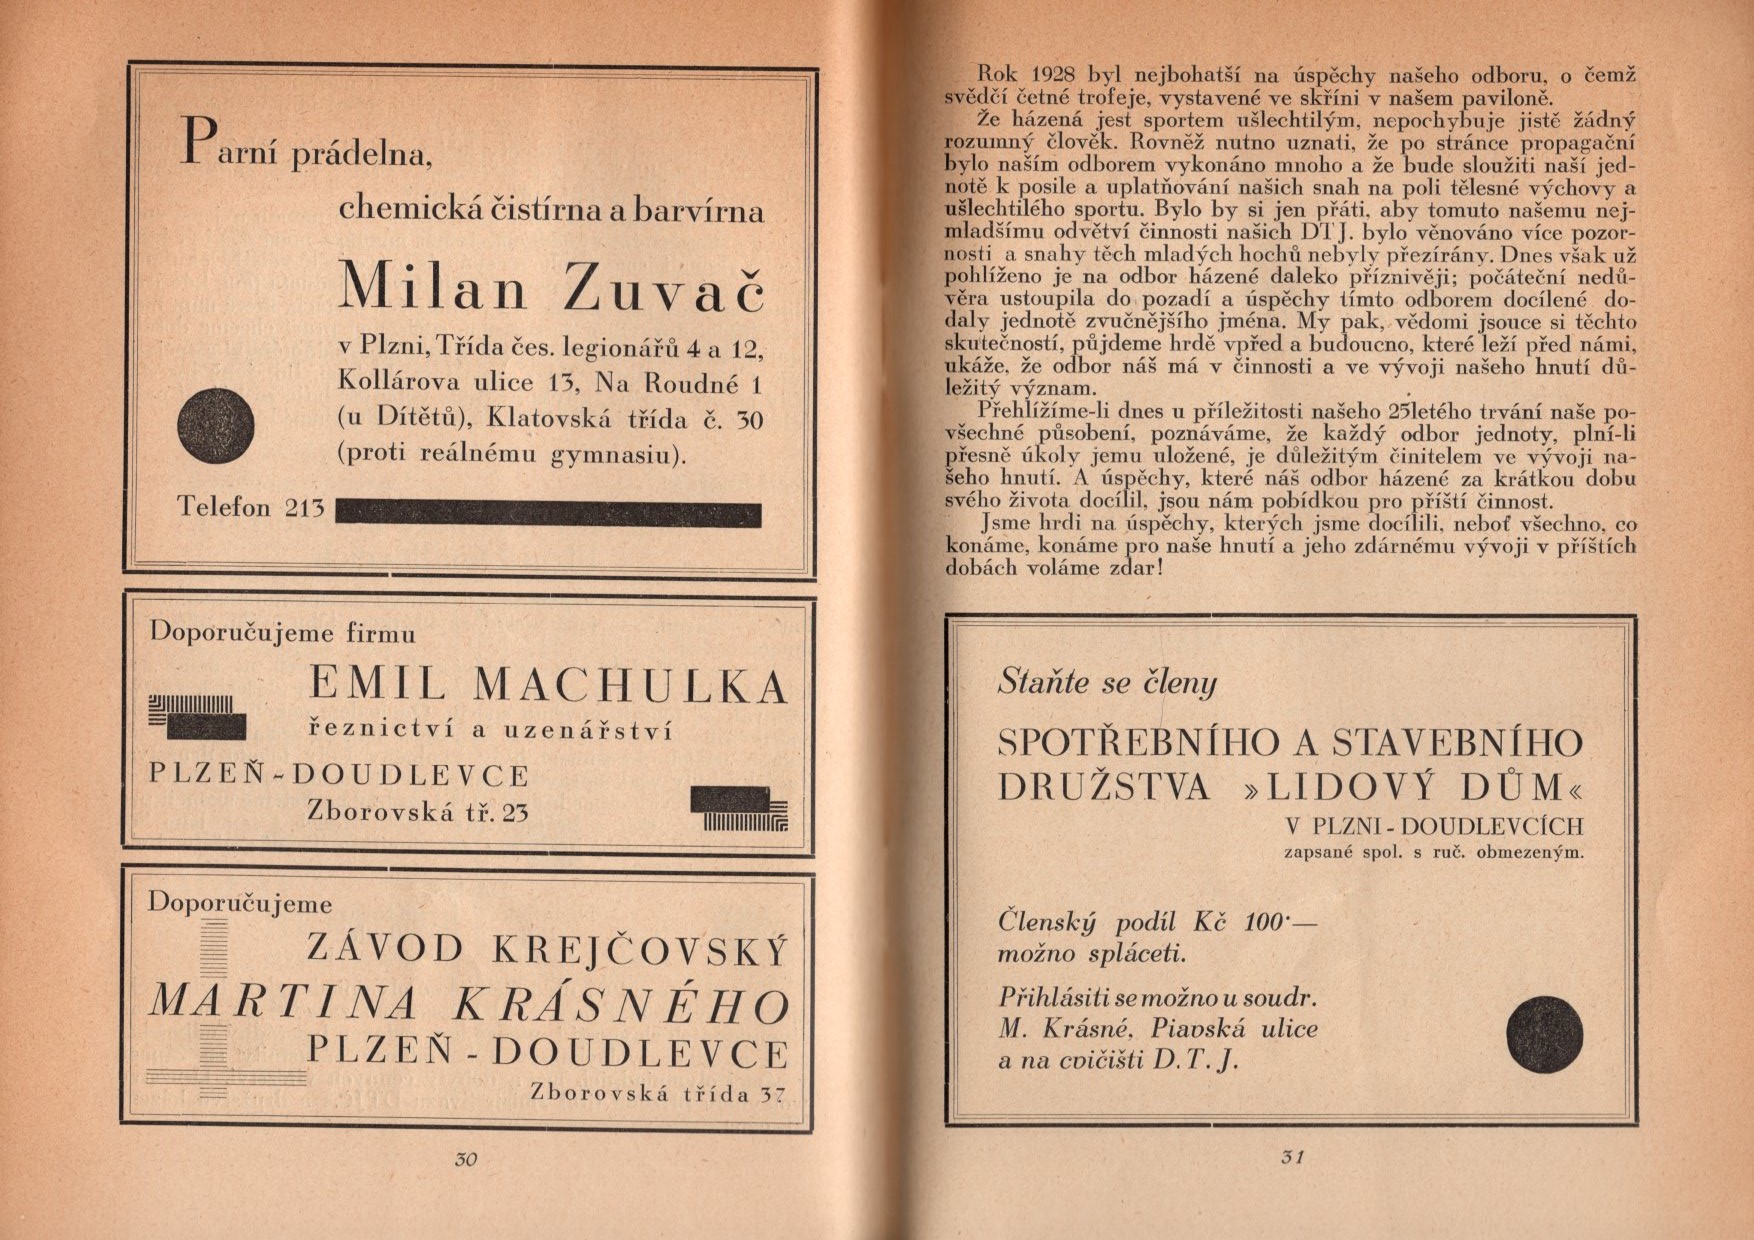 Parní prádelna,
chemická čistírna a barvírna
Milan Zuvač
v Plzni, Třída čes. legionářů 4 a 12,
Kollárova ulice 13, Na Roudné 1
(u Dítětů), Klatovská třída č. 30
(proti reálnému gymnasiu).
Telefon 213
Doporučujeme firmu
EMIL MACHULKA
řeznictví a uzenářství
PLZEŇ-DOUDLEVCE
Zborovská tř. 23
Doporučujeme
ZÁVOD KREJČOVSKÝ
MARTINA KRÁSNÉHO
PLZEŇ-DOUDLEVCE
Zborovská třída 37
30
Rok 1928 byl nejbohatší na úspěchy našeho odboru, o čemž
svědčí četné trofeje, vystavené ve skříni v našem paviloně.
Že házená jest sportem ušlechtilým, nepochybuje jistě žádný
rozumný člověk. Rovněž nutno uznati, že po stránce propagační
bylo naším odborem vykonáno mnoho a že bude sloužiti naší jed-
notě k posile a uplatňování našich snah na poli tělesné výchovy a
ušlechtilého sportu. Bylo by si jen přáti, aby tomuto našemu nej-
mladšímu odvětví činnosti našich DTJ. bylo věnováno více pozor-
nosti a snahy těch mladých hochů nebyly přezírány. Dnes však už
pohlíženo je na odbor házené daleko příznivěji; počáteční nedů-
věra ustoupila do pozadí a úspěchy tímto odborem docílené do-
daly jednotě zvučnějšího jména. My pak, vědomi jsouce si těchto
skutečností, půjdeme hrdě vpřed a budoucno, které leží před námi,
ukáže, že odbor náš má v činnosti a ve vývoji našeho hnutí dů-
ležitý význam.
Přehlížíme-li dnes u příležitosti našeho 25letého trvání naše po-
všechné působení, poznáváme, že každý odbor jednoty, plní-li
přesně úkoly jemu uložené, je důležitým činitelem ve vývoji na-
šeho hnutí. A úspěchy, které náš odbor házené za krátkou dobu
svého života docílil, jsou nám pobídkou pro příští činnost.
Jsme hrdi na úspěchy, kterých jsme docílili, neboť všechno, co
konáme, konáme pro naše hnutí a jeho zdárnému vývoji v příštích
dobách voláme zdar!
Staňte se členy
SPOTŘEBNÍHO A STAVEBNÍHO
DRUŽSTVA »LIDOVÝ DŮM«
V PLZNI-DOUDLEVCÍCH
zapsané spol. s ruč. obmezeným.
Členský podíl Kč 100·—
možno spláceti.
Přihlásiti se možno u soudr.
M. Krásné, Piavská ulice
a na cvičišti D.T.J.
31